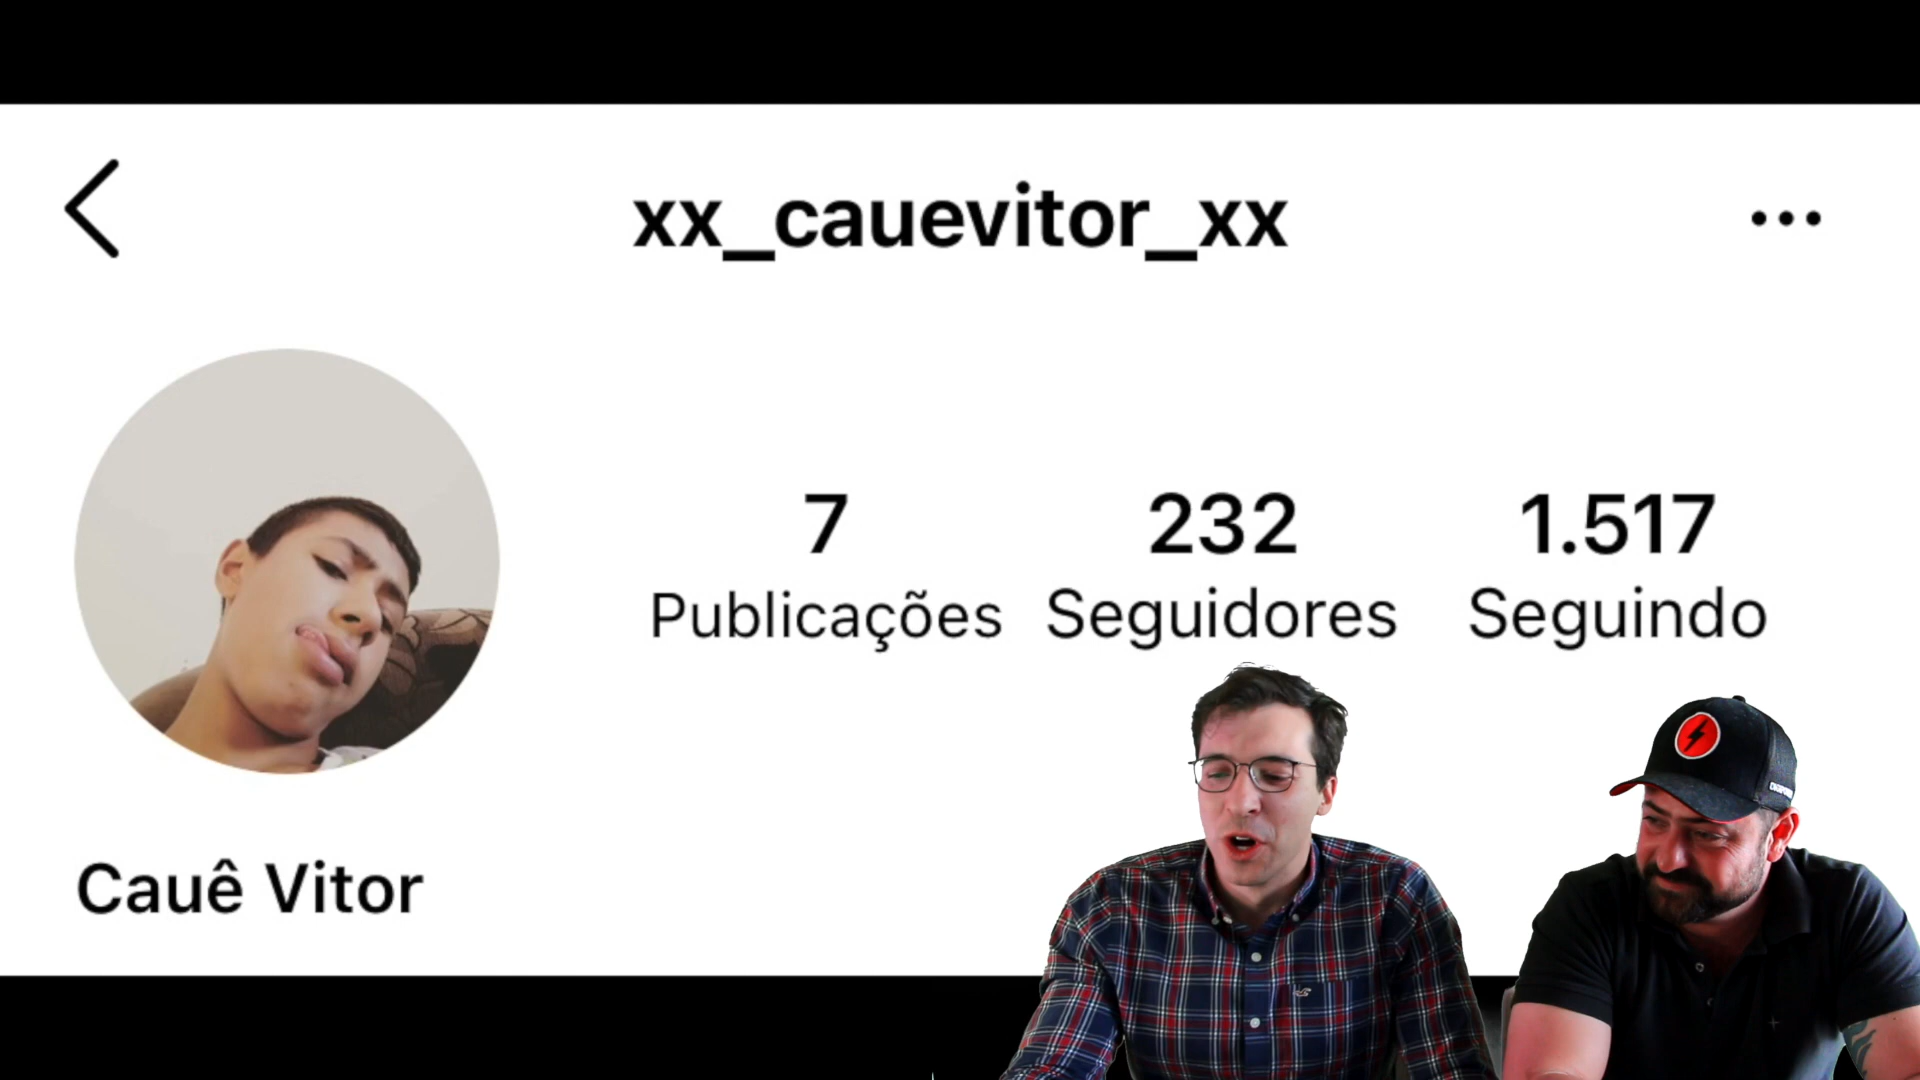 xx_cauevitor_xx
7 232 1.517
Publicações Seguidores Seguindo
Cauê Vitor